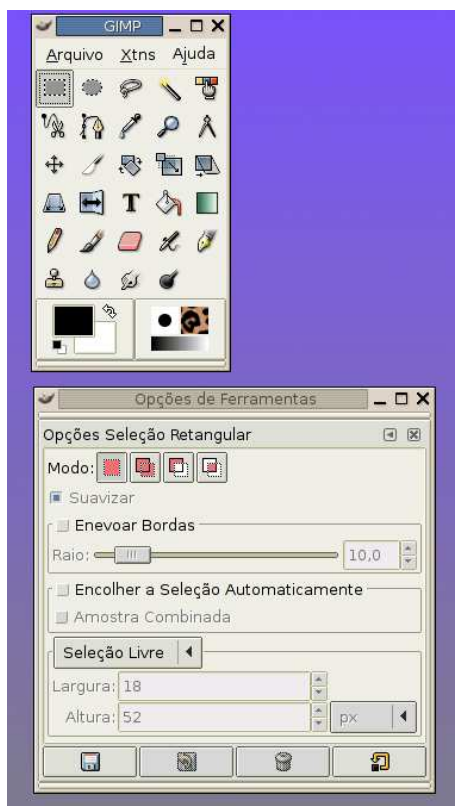 GIMP
Arquivo Xtns Ajuda
T
Opções de Ferramentas
Opções Seleção Retangular
Modo:
Suavizar
Enevoar Bordas
Raio: 10,0
Encolher a Seleção Automaticamente
Amostra Combinada
Seleção Livre
Largura: 18
Altura: 52 px